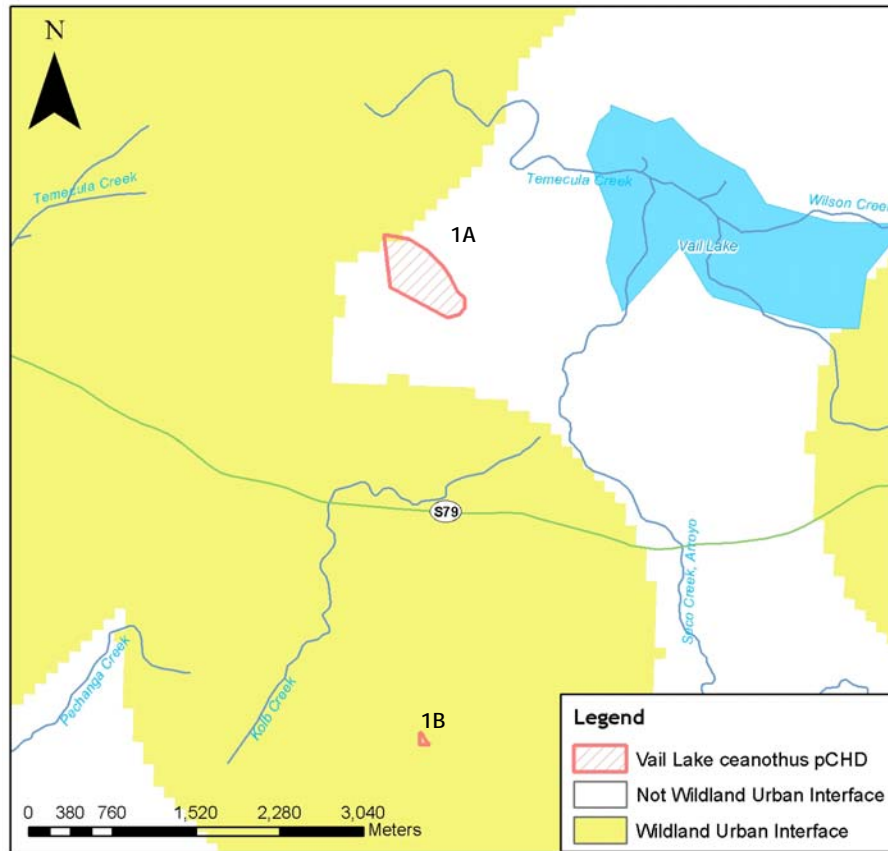 N
Temecula Creek
Temecula Creek
Wilson Creek
1A
Vail Lake
S79
Seco Creek, Arroyo
Pechanga Creek
Kolb Creek
1B
Legend
Vail Lake ceanothus pCHD
Not Wildland Urban Interface
Wildland Urban Interface
0 380 760 1,520 2,280 3,040
Meters